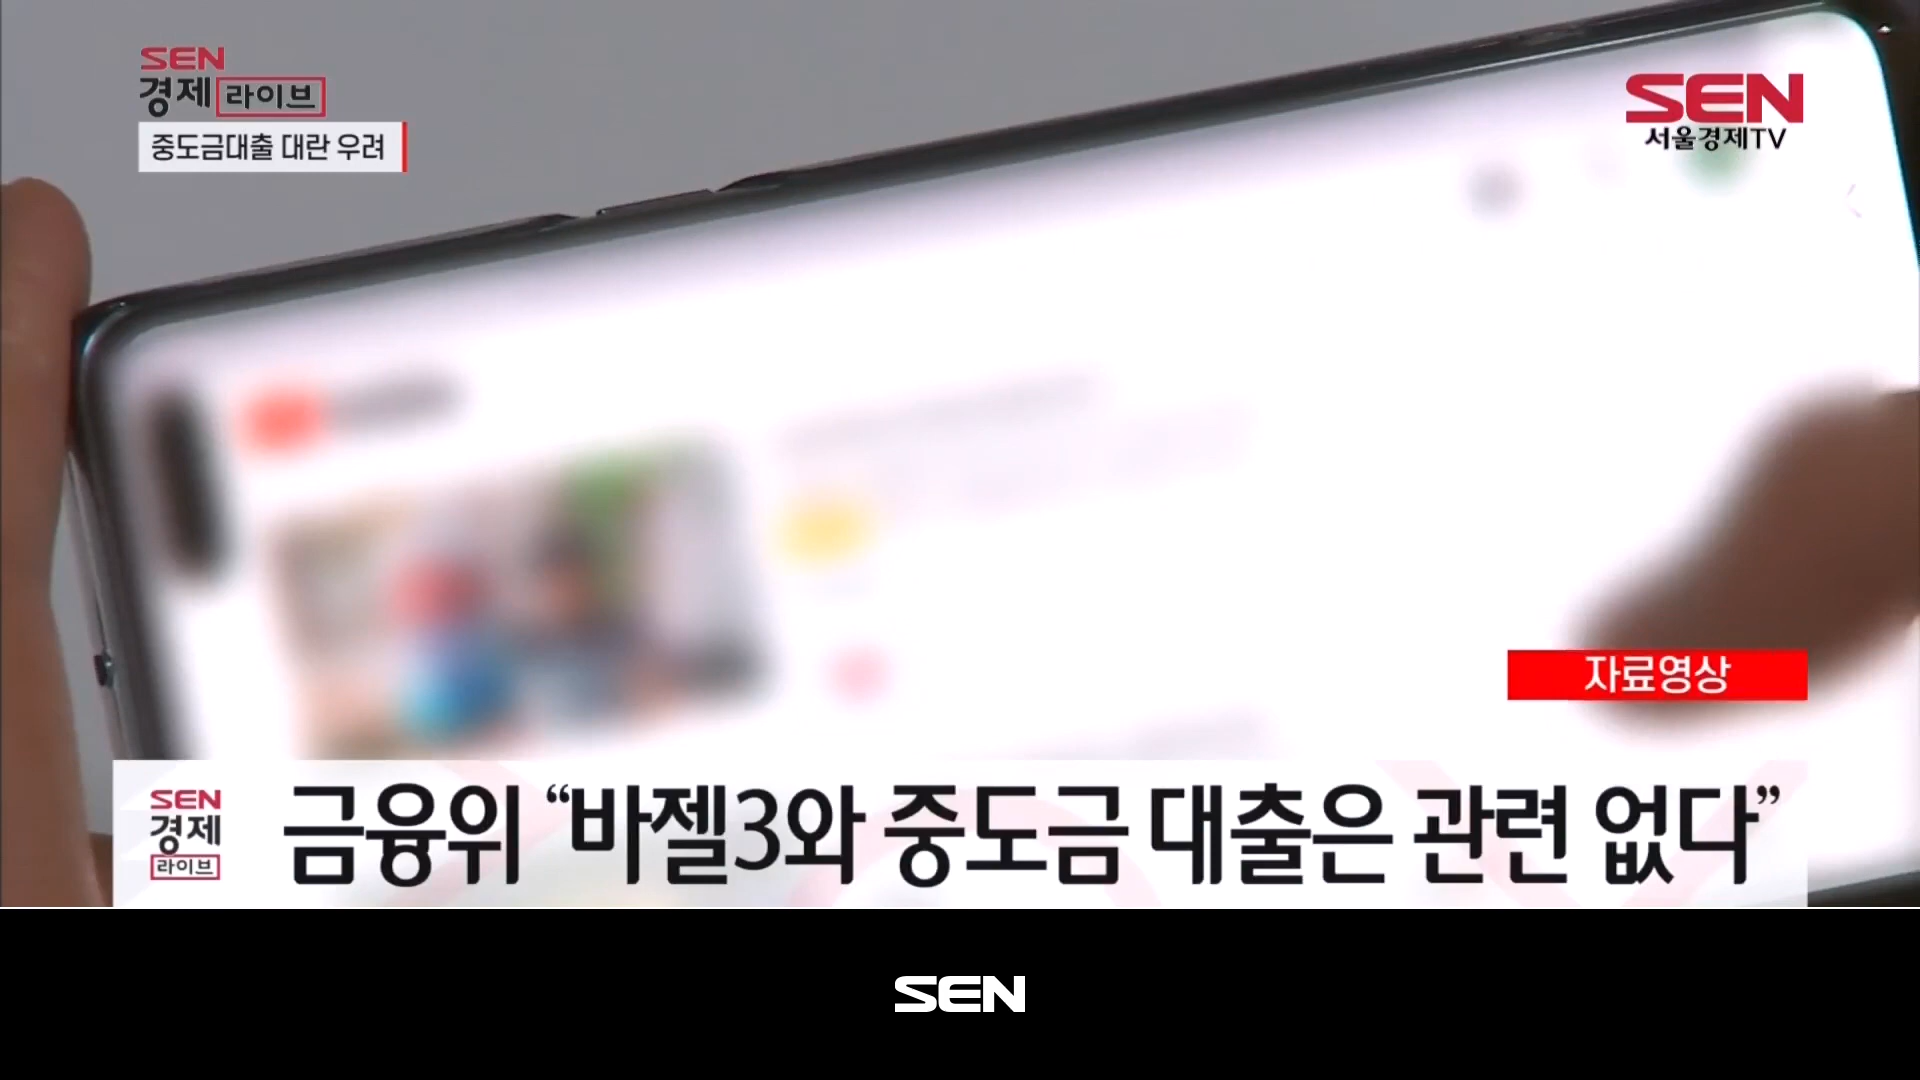 SEN
경제 라이브
중도금대출 대란 우려
SEN
서울경제TV
자료영상
SEN
경제
라이브
금융위 “바젤3와 중도금 대출은 관련 없다”
SEN